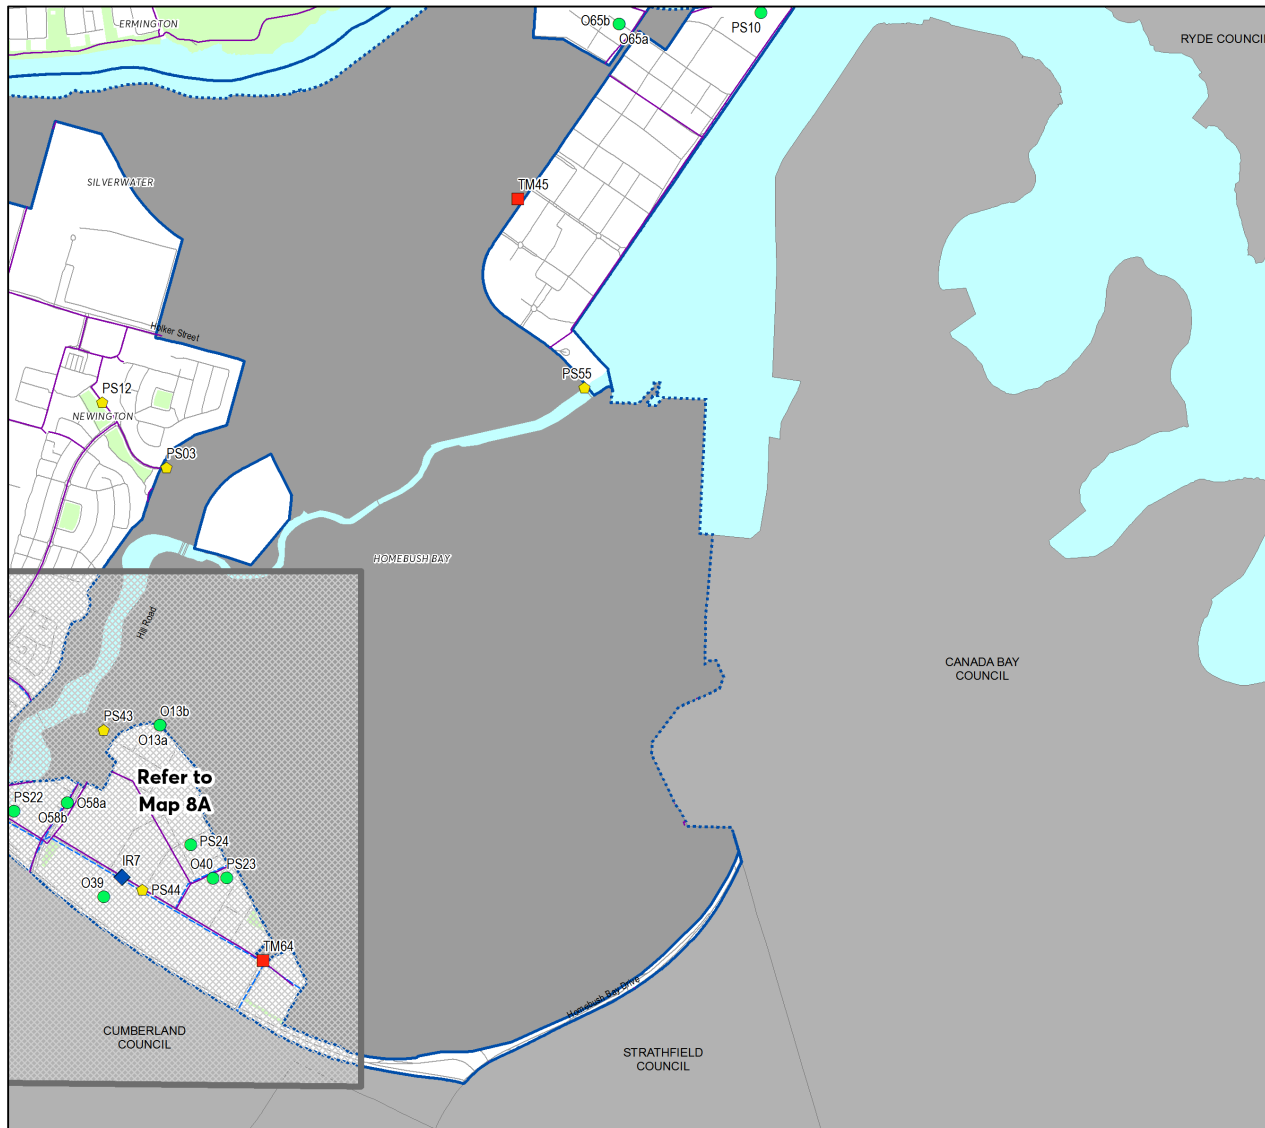 ERMINGTON
O65b
O65a
PS10
RYDE COUNCIL
SILVERWATER
TM45
Holker Street
PS55
PS12
NEWINGTON
PS03
HOMEBUSH BAY
Hill Road
CANADA BAY
COUNCIL
PS43
O13b
O13a
Refer to
Map 8A
PS22
O58a
O58b
PS24
IR7
O40
PS23
O39
PS44
TM64
Homebush Bay Drive
CUMBERLAND
COUNCIL
STRATHFIELD
COUNCIL